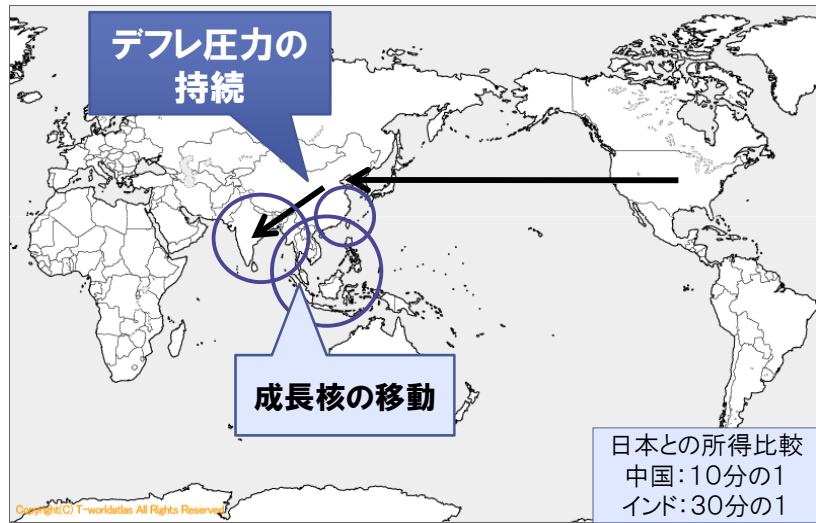 デフレ圧力の
持続
成長核の移動
日本との所得比較
中国：10分の1
インド：30分の1
Copyright(C) T-worldatlas All Rights Reserved